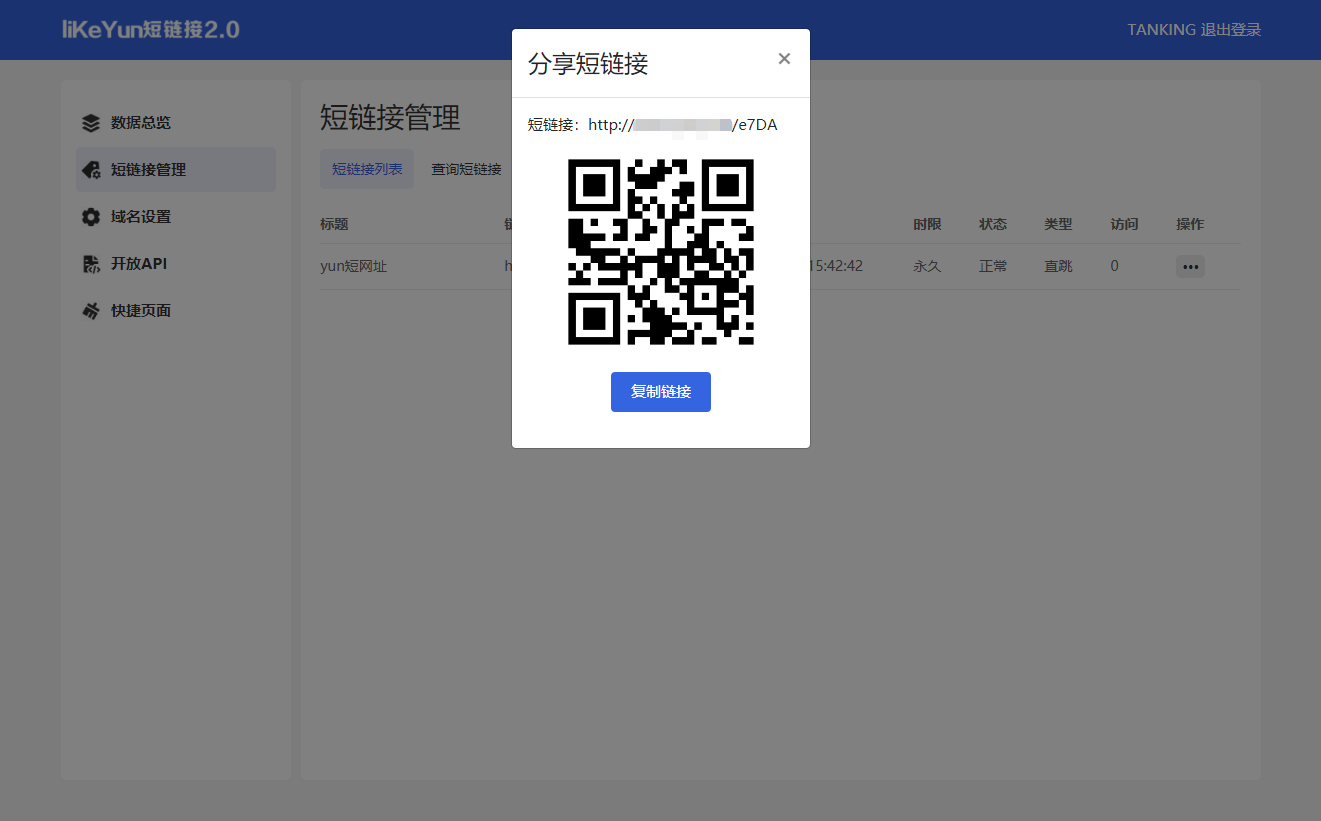 liKeYun短链接2.0
TANKING 退出登录
数据总览
短链接管理
域名设置
开放API
快捷页面
短链接管理
短链接列表 查询短链接
标题 时限 状态 类型 访问 操作
yun短网址 15:42:42 永久 正常 直跳 0
分享短链接
短链接：http:// /e7DA
复制链接